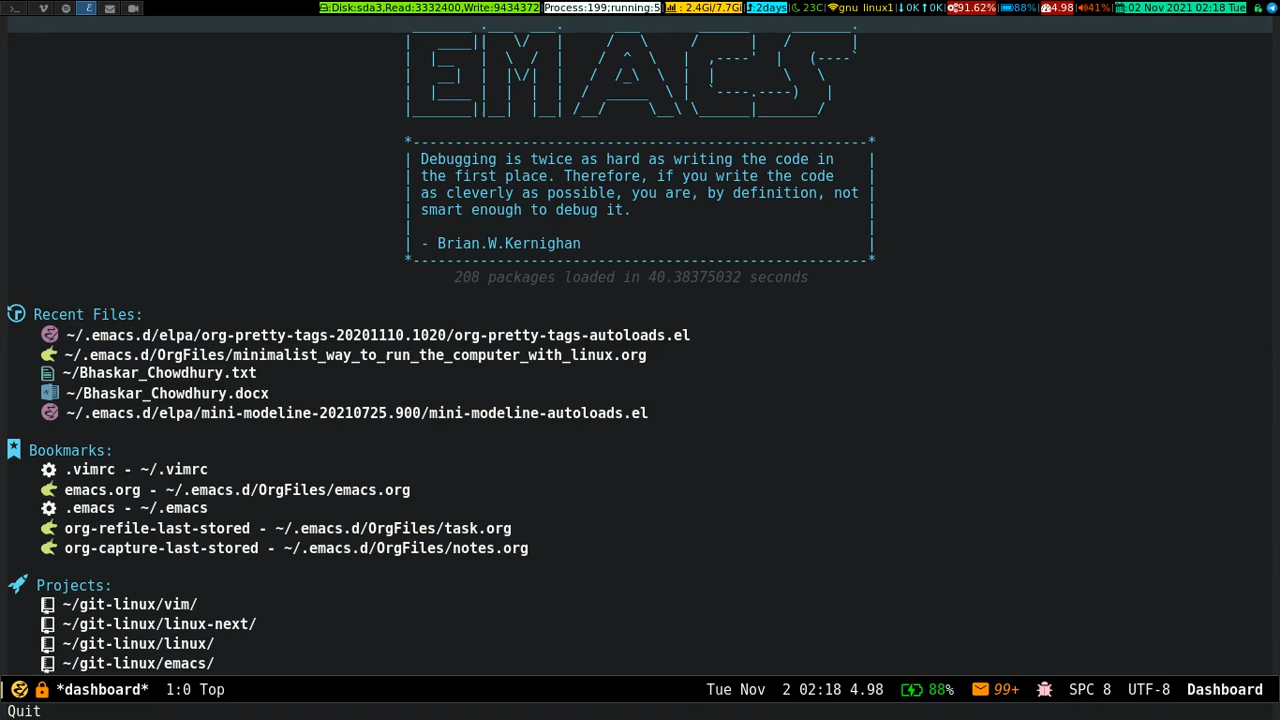 :Disk:sda3,Read:3332400,Write:9434372 Process:199;running:5 : 2.4Gi/7.7Gi :2days 23C gnu_linux1 0K 0K 91.62% 88% 4.98 41% :02 Nov 2021 02:18 Tue
EMACS
Debugging is twice as hard as writing the code in
the first place. Therefore, if you write the code
as cleverly as possible, you are, by definition, not
smart enough to debug it.
- Brian.W.Kernighan
208 packages loaded in 40.38375032 seconds
Recent Files:
~/.emacs.d/elpa/org-pretty-tags-20201110.1020/org-pretty-tags-autoloads.el
~/.emacs.d/OrgFiles/minimalist_way_to_run_the_computer_with_linux.org
~/Bhaskar_Chowdhury.txt
~/Bhaskar_Chowdhury.docx
~/.emacs.d/elpa/mini-modeline-20210725.900/mini-modeline-autoloads.el
Bookmarks:
.vimrc - ~/.vimrc
emacs.org - ~/.emacs.d/OrgFiles/emacs.org
.emacs - ~/.emacs
org-refile-last-stored - ~/.emacs.d/OrgFiles/task.org
org-capture-last-stored - ~/.emacs.d/OrgFiles/notes.org
Projects:
~/git-linux/vim/
~/git-linux/linux-next/
~/git-linux/linux/
~/git-linux/emacs/
*dashboard* 1:0 Top Tue Nov 2 02:18 4.98 88% 99+ SPC 8 UTF-8 Dashboard
Quit